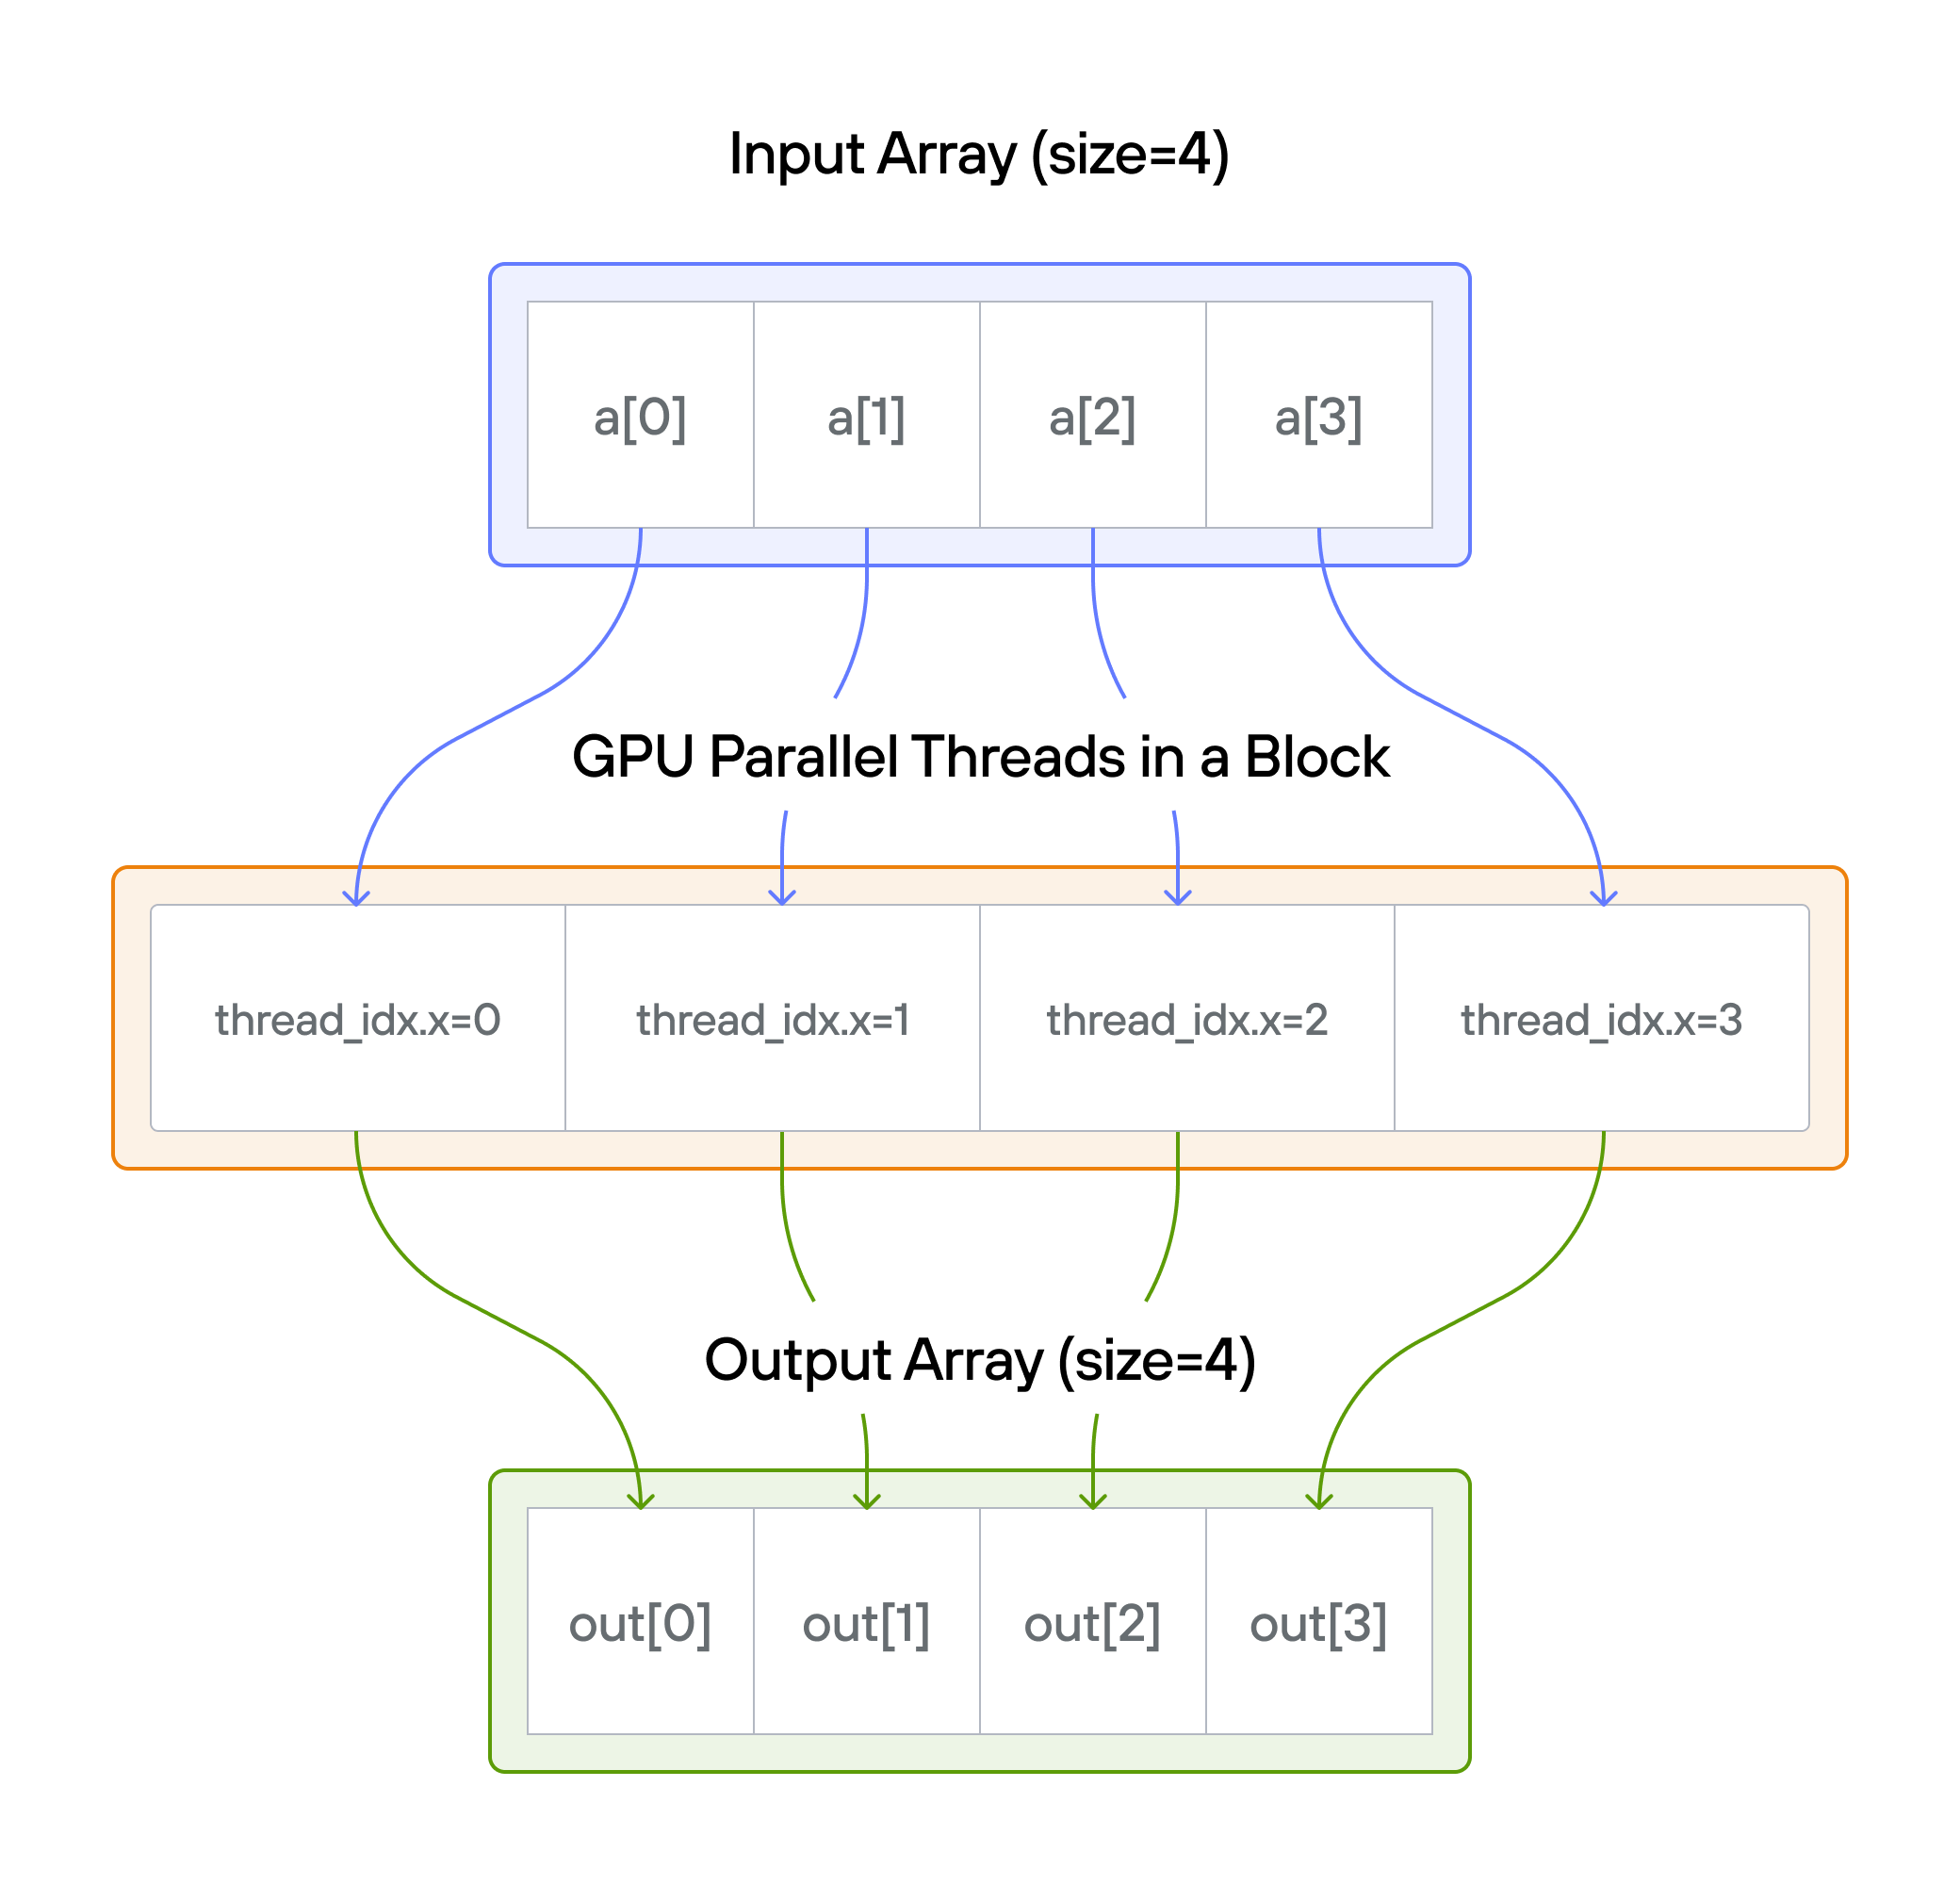 Input Array (size=4)
a[0] a[1] a[2] a[3]
GPU Parallel Threads in a Block
thread_idx.x=0 thread_idx.x=1 thread_idx.x=2 thread_idx.x=3
Output Array (size=4)
out[0] out[1] out[2] out[3]